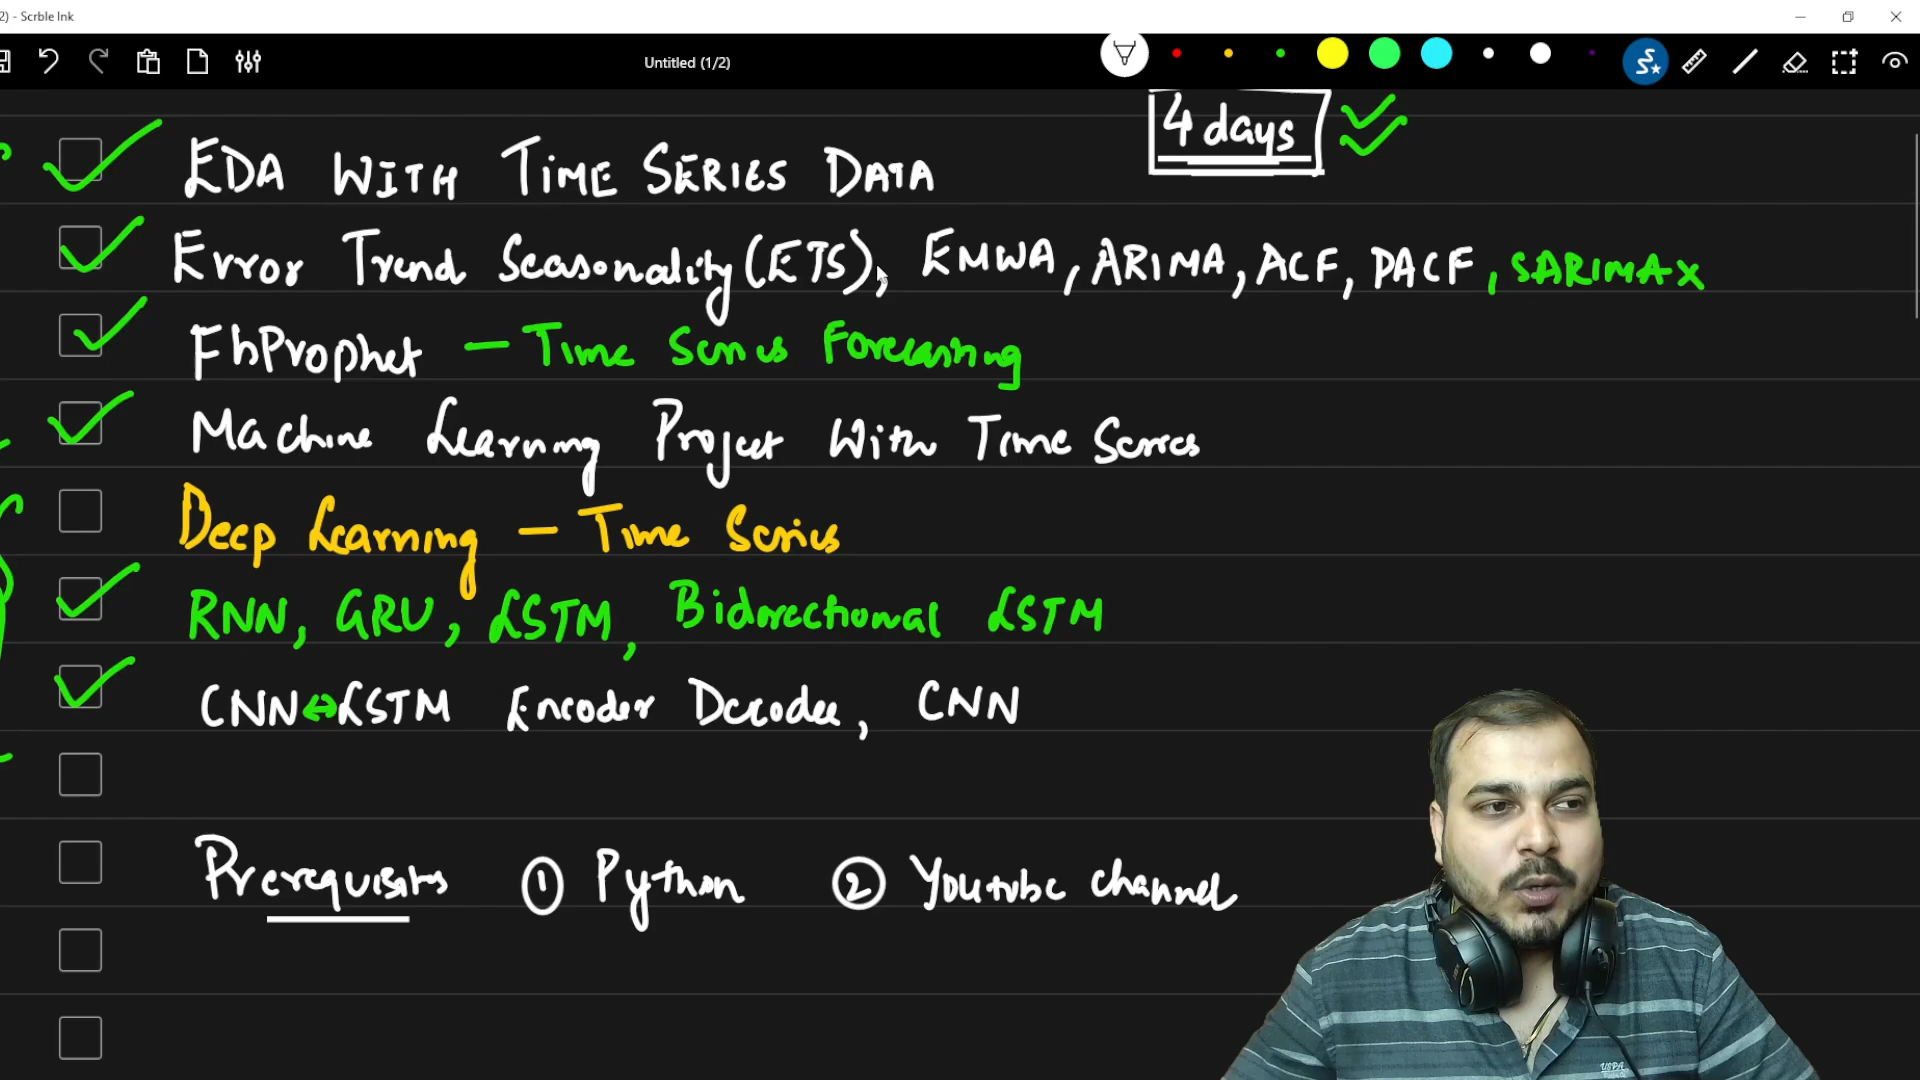 2) - Scrble Ink
Untitled (1/2)
4 days
EDA WITH TIME SERIES DATA
Error Trend Seasonality (ETS), EMWA, ARIMA, ACF, PACF, SARIMAX
FbProphet - Time Series Forecasting
Machine Learning Project With Time Series
Deep Learning - Time Series
RNN, GRU, LSTM, Bidirectional LSTM
CNN↔LSTM Encoder Decoder, CNN
Prerequisites ① Python ② Youtube channel
USPA